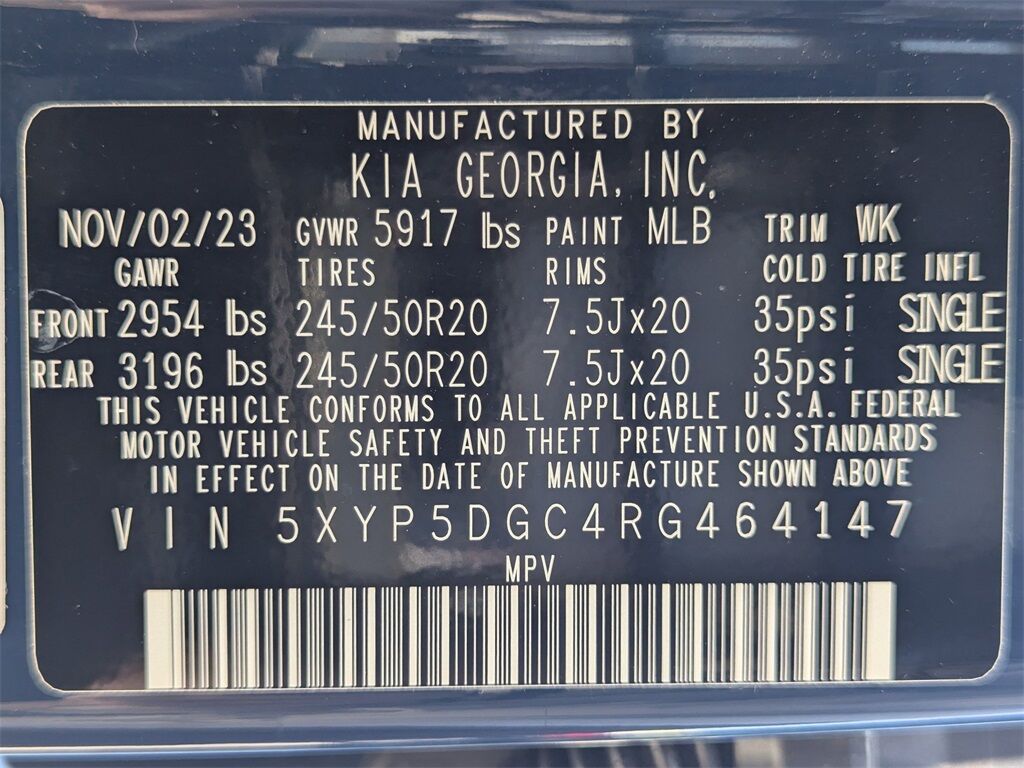 MANUFACTURED BY
KIA GEORGIA, INC.
NOV/02/23 GVWR 5917 lbs PAINT MLB TRIM WK
GAWR TIRES RIMS COLD TIRE INFL
FRONT 2954 lbs 245/50R20 7.5Jx20 35psi SINGLE
REAR 3196 lbs 245/50R20 7.5Jx20 35psi SINGLE
THIS VEHICLE CONFORMS TO ALL APPLICABLE U.S.A. FEDERAL
MOTOR VEHICLE SAFETY AND THEFT PREVENTION STANDARDS
IN EFFECT ON THE DATE OF MANUFACTURE SHOWN ABOVE
VIN 5XYP5DGC4RG464147
MPV